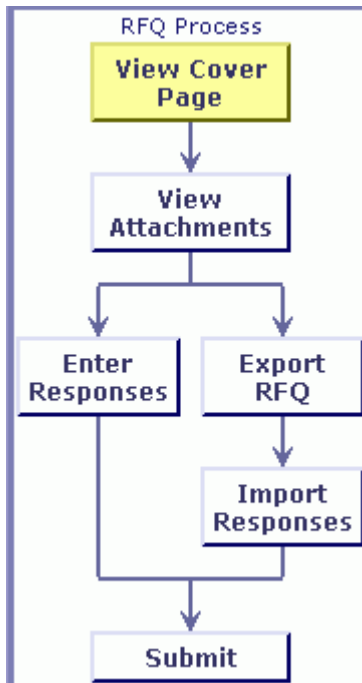 RFQ Process
View Cover
Page
View
Attachments
Enter
Responses
Export
RFQ
Import
Responses
Submit